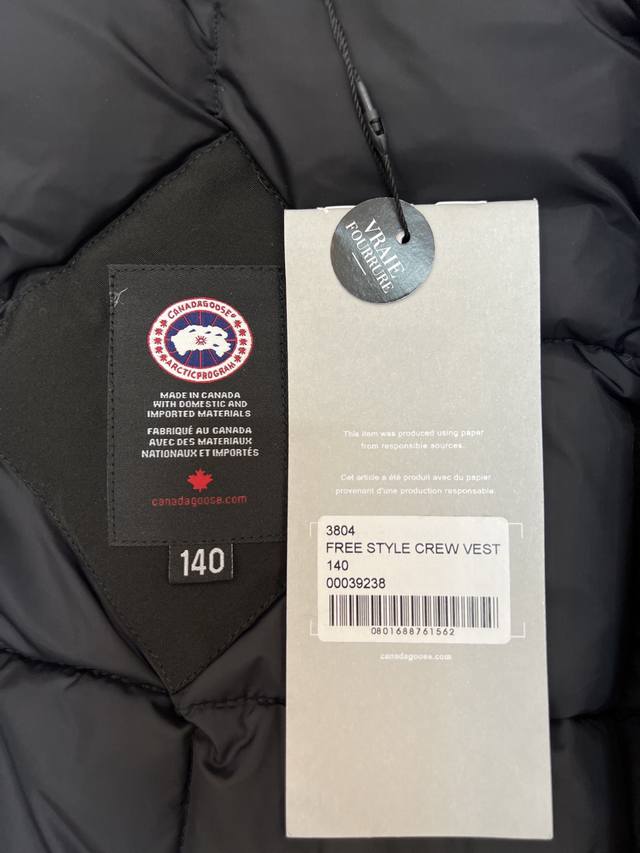 VRAIE
FOURRURE
CANADA GOOSE®
ARCTIC PROGRAM
MADE IN CANADA
WITH DOMESTIC AND
IMPORTED MATERIALS
FABRIQUÉ AU CANADA
AVEC DES MATERIAUX
NATIONAUX ET IMPORTÉS
canadagoose.com
140
This item was produced using paper
from responsible sources.
Cet article a été produit avec du papier
provenant d'une production responsable.
3804
FREE STYLE CREW VEST
140
00039238
0801688761562
canadagoose.com